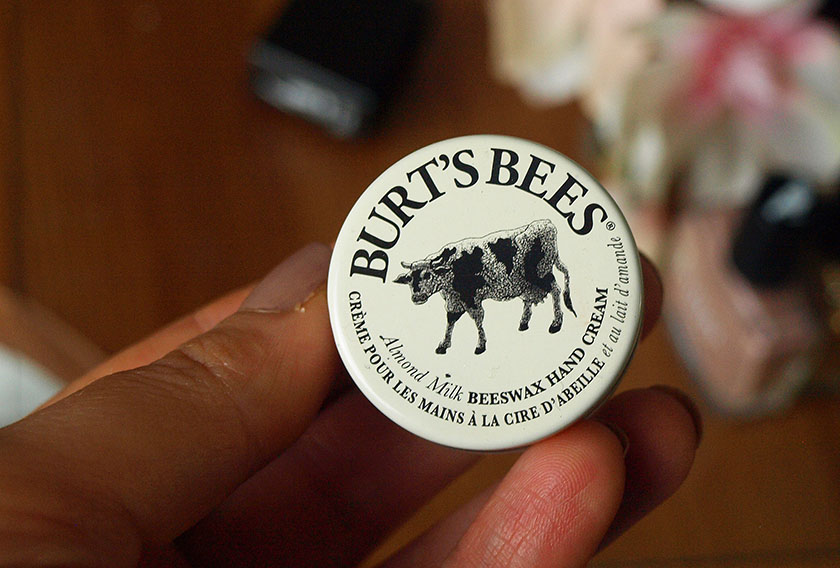 BURT'S BEES®
Almond Milk BEESWAX HAND CREAM
CRÈME POUR LES MAINS À LA CIRE D'ABEILLE et au lait d'amande